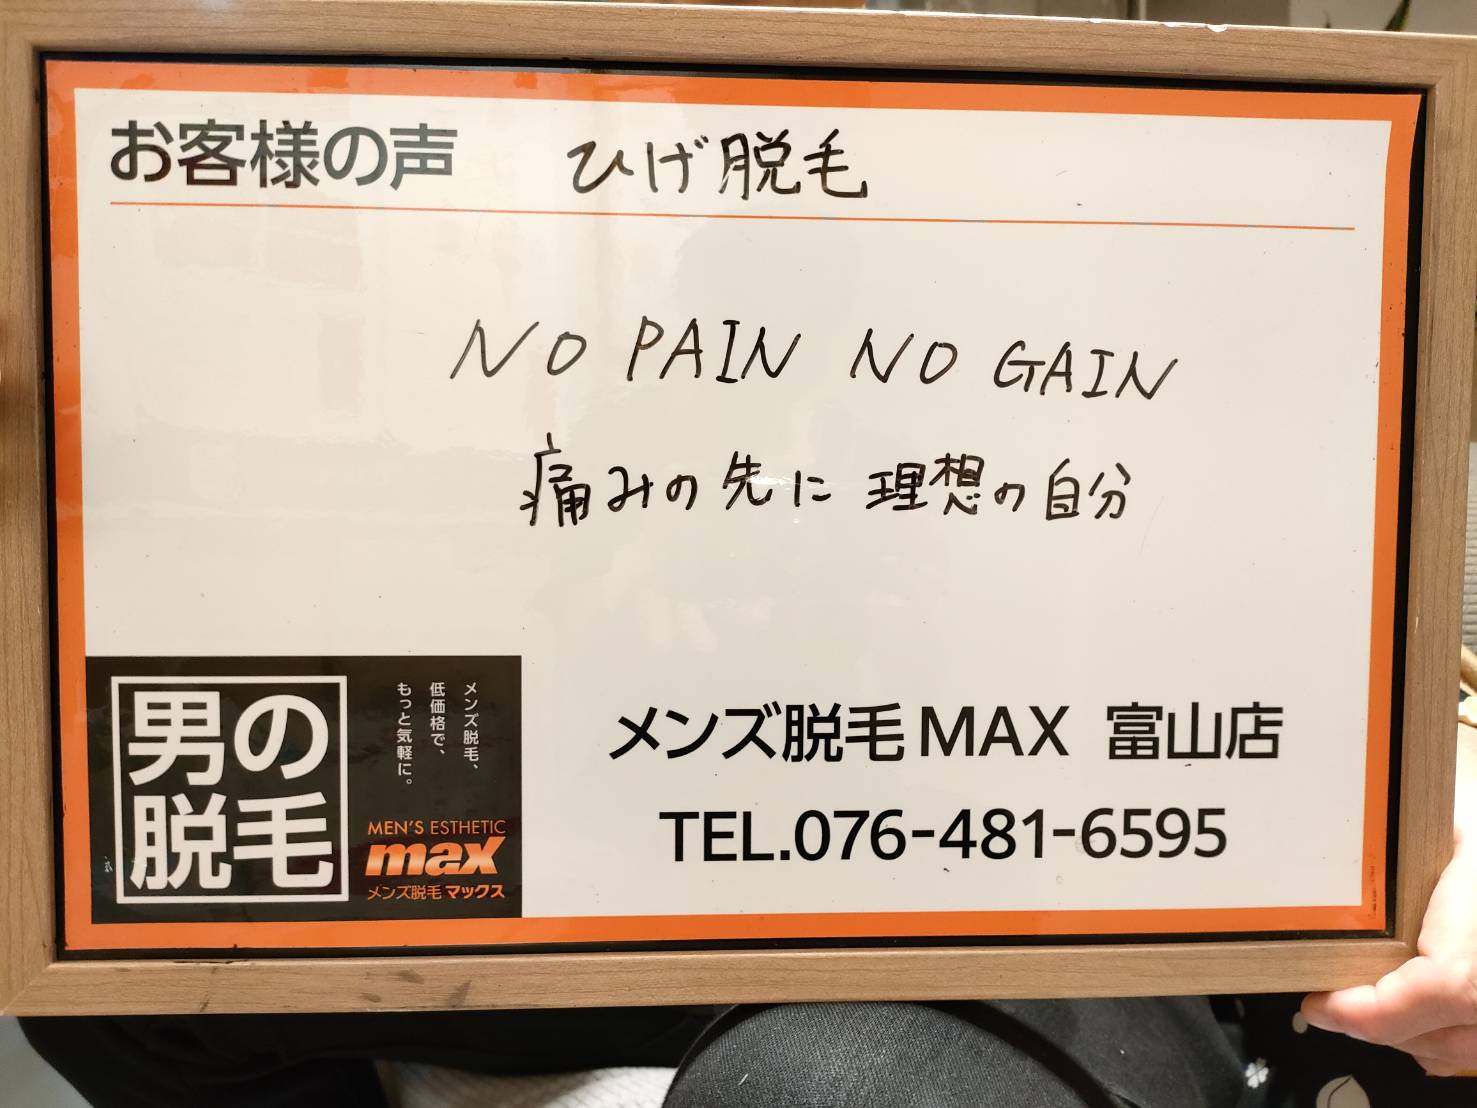 お客様の声 ひげ脱毛
NO PAIN NO GAIN
痛みの先に 理想の自分
男の
脱毛
メンズ脱毛、
低価格で、
もっと気軽に。
MEN'S ESTHETIC
max
メンズ脱毛 マックス
メンズ脱毛MAX 富山店
TEL.076-481-6595